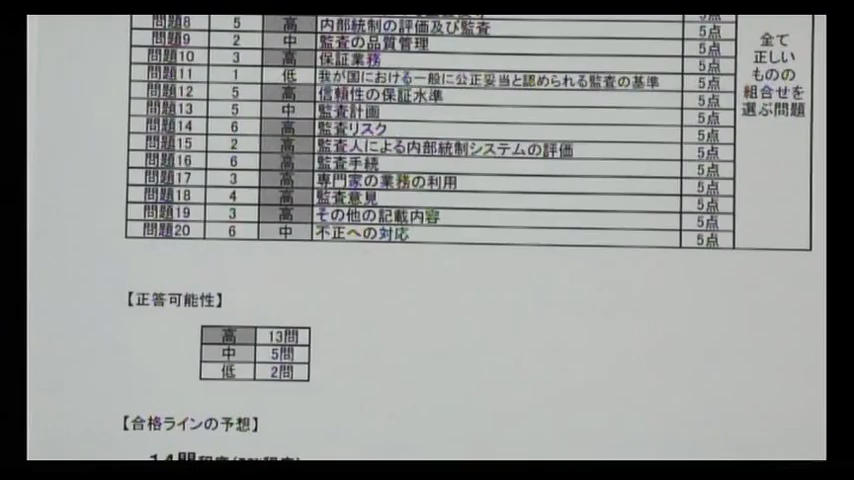 問題8 5 高 内部統制の評価及び監査 5点
問題9 2 中 監査の品質管理 5点
問題10 3 高 保証業務 5点
問題11 1 低 我が国における一般に公正妥当と認められる監査の基準 5点
問題12 5 高 信頼性の保証水準 5点
問題13 5 中 監査計画 5点
問題14 6 高 監査リスク 5点
問題15 2 高 監査人による内部統制システムの評価 5点
問題16 6 高 監査手続 5点
問題17 3 高 専門家の業務の利用 5点
問題18 4 高 監査意見 5点
問題19 3 高 その他の記載内容 5点
問題20 6 中 不正への対応 5点
全て
正しい
ものの
組合せを
選ぶ問題
【正答可能性】
高 13問
中 5問
低 2問
【合格ラインの予想】
14問程度